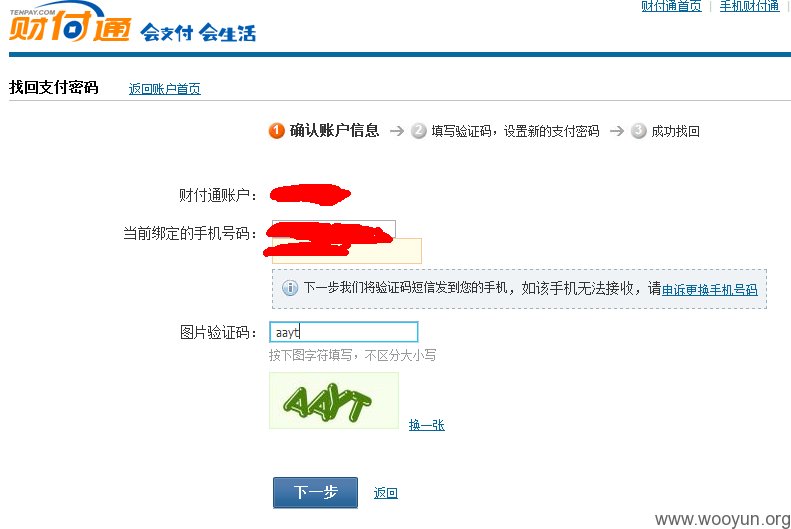 财付通首页 | 手机财付通 |
TENPAY.COM
财付通 会支付 会生活
找回支付密码 返回账户首页
1 确认账户信息 → 2 填写验证码，设置新的支付密码 → 3 成功找回
财付通账户：
当前绑定的手机号码：
下一步我们将验证码短信发到您的手机，如该手机无法接收，请申诉更换手机号码
图片验证码： aayt
按下图字符填写，不区分大小写
AAYT 换一张
下一步 返回
www.wooyun.org